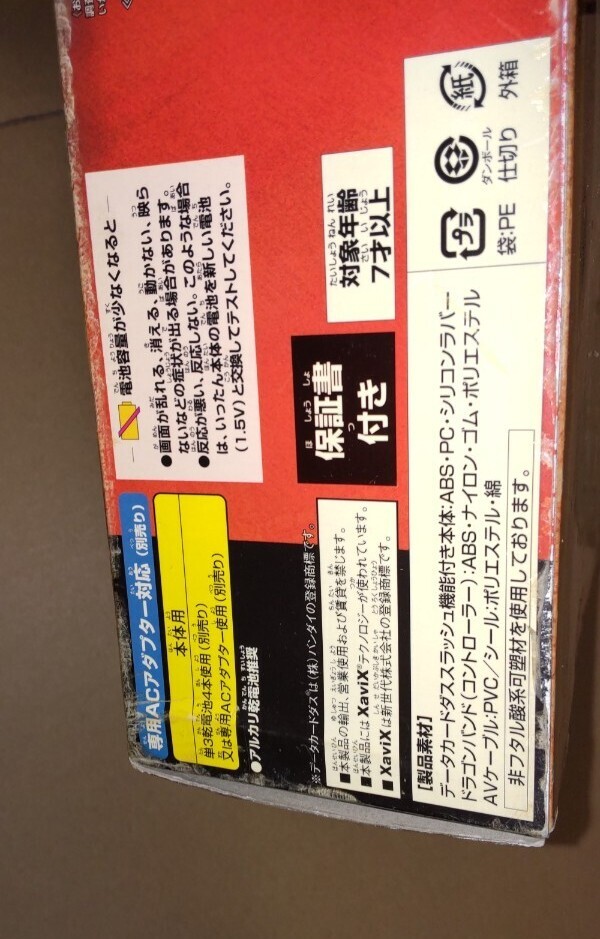 専用ACアダプター対応(別売り)
本体用
単3乾電池4本使用(別売り)
又は専用ACアダプター使用(別売り)
●アルカリ乾電池推奨
電池容量が少なくなると
●画面が乱れる、消える、動かない、映ら
ないなどの症状が出る場合があります。
●反応が悪い、反応しない。このような場合
は、いったん本体の電池を新しい電池
(1.5V)と交換してテストしてください。
※データカードダス®は(株)バンダイの登録商標です。
■本製品の輸出、営業使用および賃貸を禁じます。
■本製品にはXaviX®テクノロジーが使われています。
■XaviXは新世代株式会社の登録商標です。
保証書
付き
対象年齢
7才以上
【製品素材】
データカードダススラッシュ機能付き本体:ABS・PC・シリコンラバー
ドラゴンバンド(コントローラー):ABS・ナイロン・ゴム・ポリエステル
AVケーブル:PVC/シール:ポリエステル・綿
非フタル酸系可塑材を使用しております。
プラ
袋:PE
ダンボール
仕切り
紙
外箱